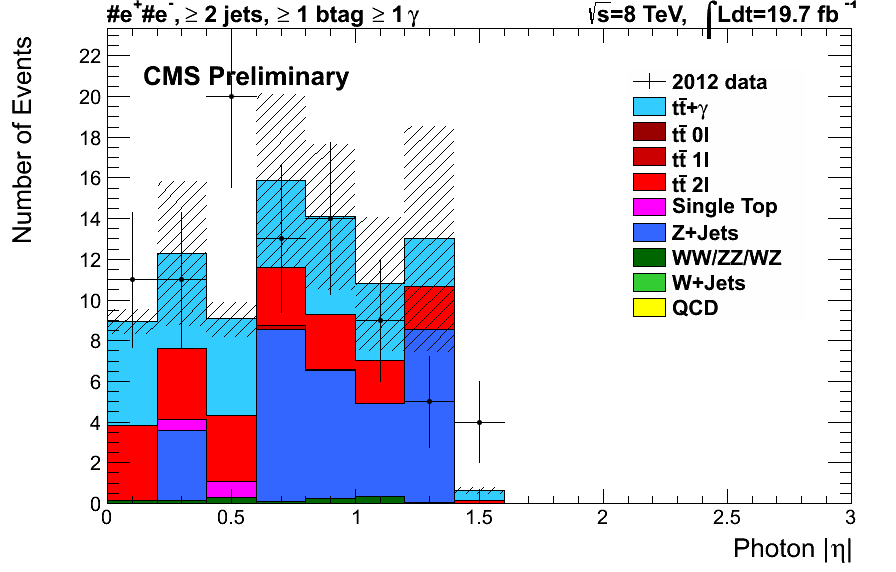 #e⁺#e⁻, ≥ 2 jets, ≥ 1 btag ≥ 1 γ
√s=8 TeV, ∫Ldt=19.7 fb⁻¹
CMS Preliminary
2012 data
tt̄+γ
tt̄ 0l
tt̄ 1l
tt̄ 2l
Single Top
Z+Jets
WW/ZZ/WZ
W+Jets
QCD
Number of Events
22
20
18
16
14
12
10
8
6
4
2
0
0 0.5 1 1.5 2 2.5 3
Photon |η|